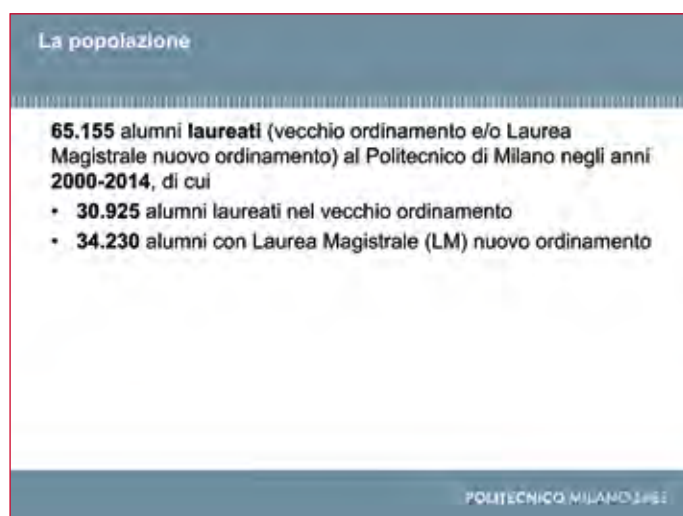 La popolazione
65.155 alumni laureati (vecchio ordinamento e/o Laurea
Magistrale nuovo ordinamento) al Politecnico di Milano negli anni
2000-2014, di cui
• 30.925 alumni laureati nel vecchio ordinamento
• 34.230 alumni con Laurea Magistrale (LM) nuovo ordinamento
POLITECNICO MILANO 1863